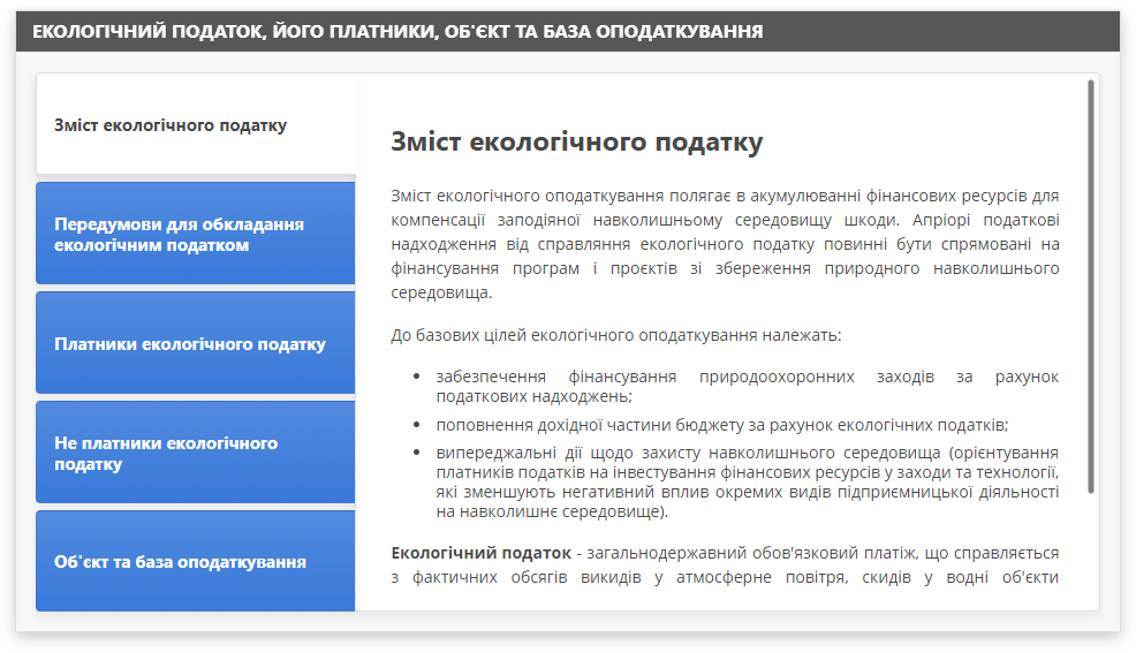 ЕКОЛОГІЧНИЙ ПОДАТОК, ЙОГО ПЛАТНИКИ, ОБ'ЄКТ ТА БАЗА ОПОДАТКУВАННЯ
Зміст екологічного податку
Передумови для обкладання
екологічним податком
Платники екологічного податку
Не платники екологічного
податку
Об'єкт та база оподаткування
Зміст екологічного податку
Зміст екологічного оподаткування полягає в акумулюванні фінансових ресурсів для
компенсації заподіяної навколишньому середовищу шкоди. Апріорі податкові
надходження від справляння екологічного податку повинні бути спрямовані на
фінансування програм і проєктів зі збереження природного навколишнього
середовища.
До базових цілей екологічного оподаткування належать:
• забезпечення фінансування природоохоронних заходів за рахунок
податкових надходжень;
• поповнення дохідної частини бюджету за рахунок екологічних податків;
• випереджальні дії щодо захисту навколишнього середовища (орієнтування
платників податків на інвестування фінансових ресурсів у заходи та технології,
які зменшують негативний вплив окремих видів підприємницької діяльності
на навколишнє середовище).
Екологічний податок - загальнодержавний обов'язковий платіж, що справляється
з фактичних обсягів викидів у атмосферне повітря, скидів у водні об'єкти